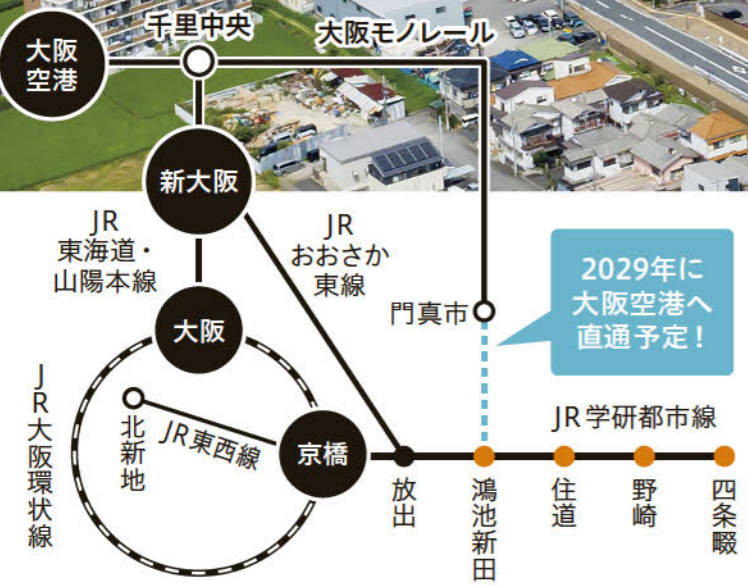 千里中央
大阪モノレール
大阪
空港
新大阪
JR
東海道・
山陽本線
JR
おおさか
東線
2029年に
大阪空港へ
直通予定！
門真市
大阪
JR大阪環状線
北新地
JR東西線
京橋
JR学研都市線
放出
鴻池新田
住道
野崎
四条畷